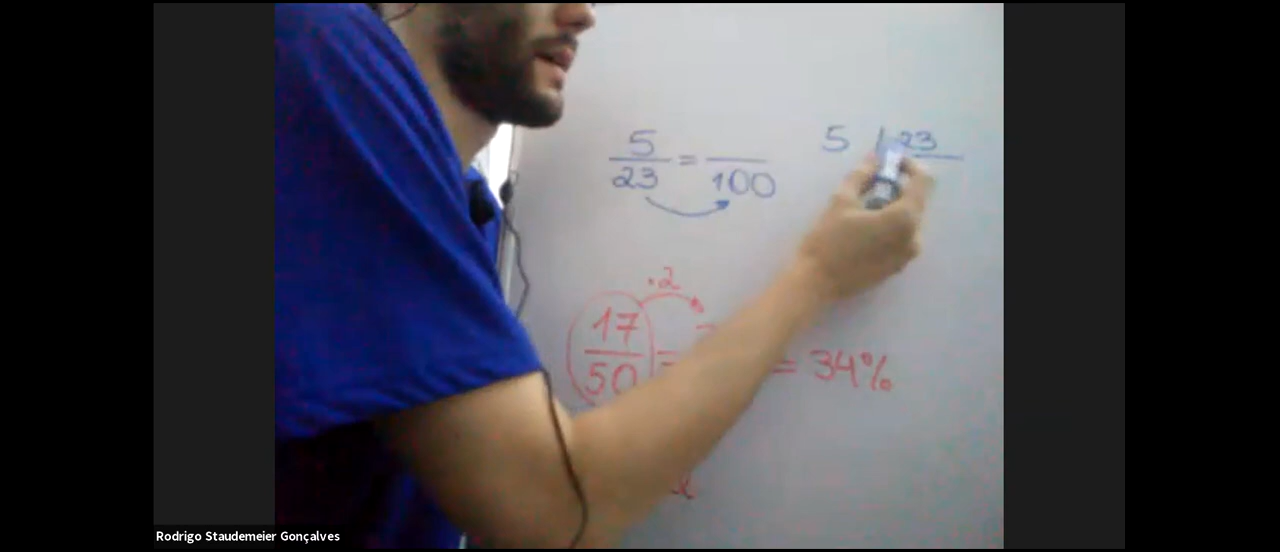 5/23 = /100
5 | 23
·2
17/50 = = 34%
Rodrigo Staudemeier Gonçalves